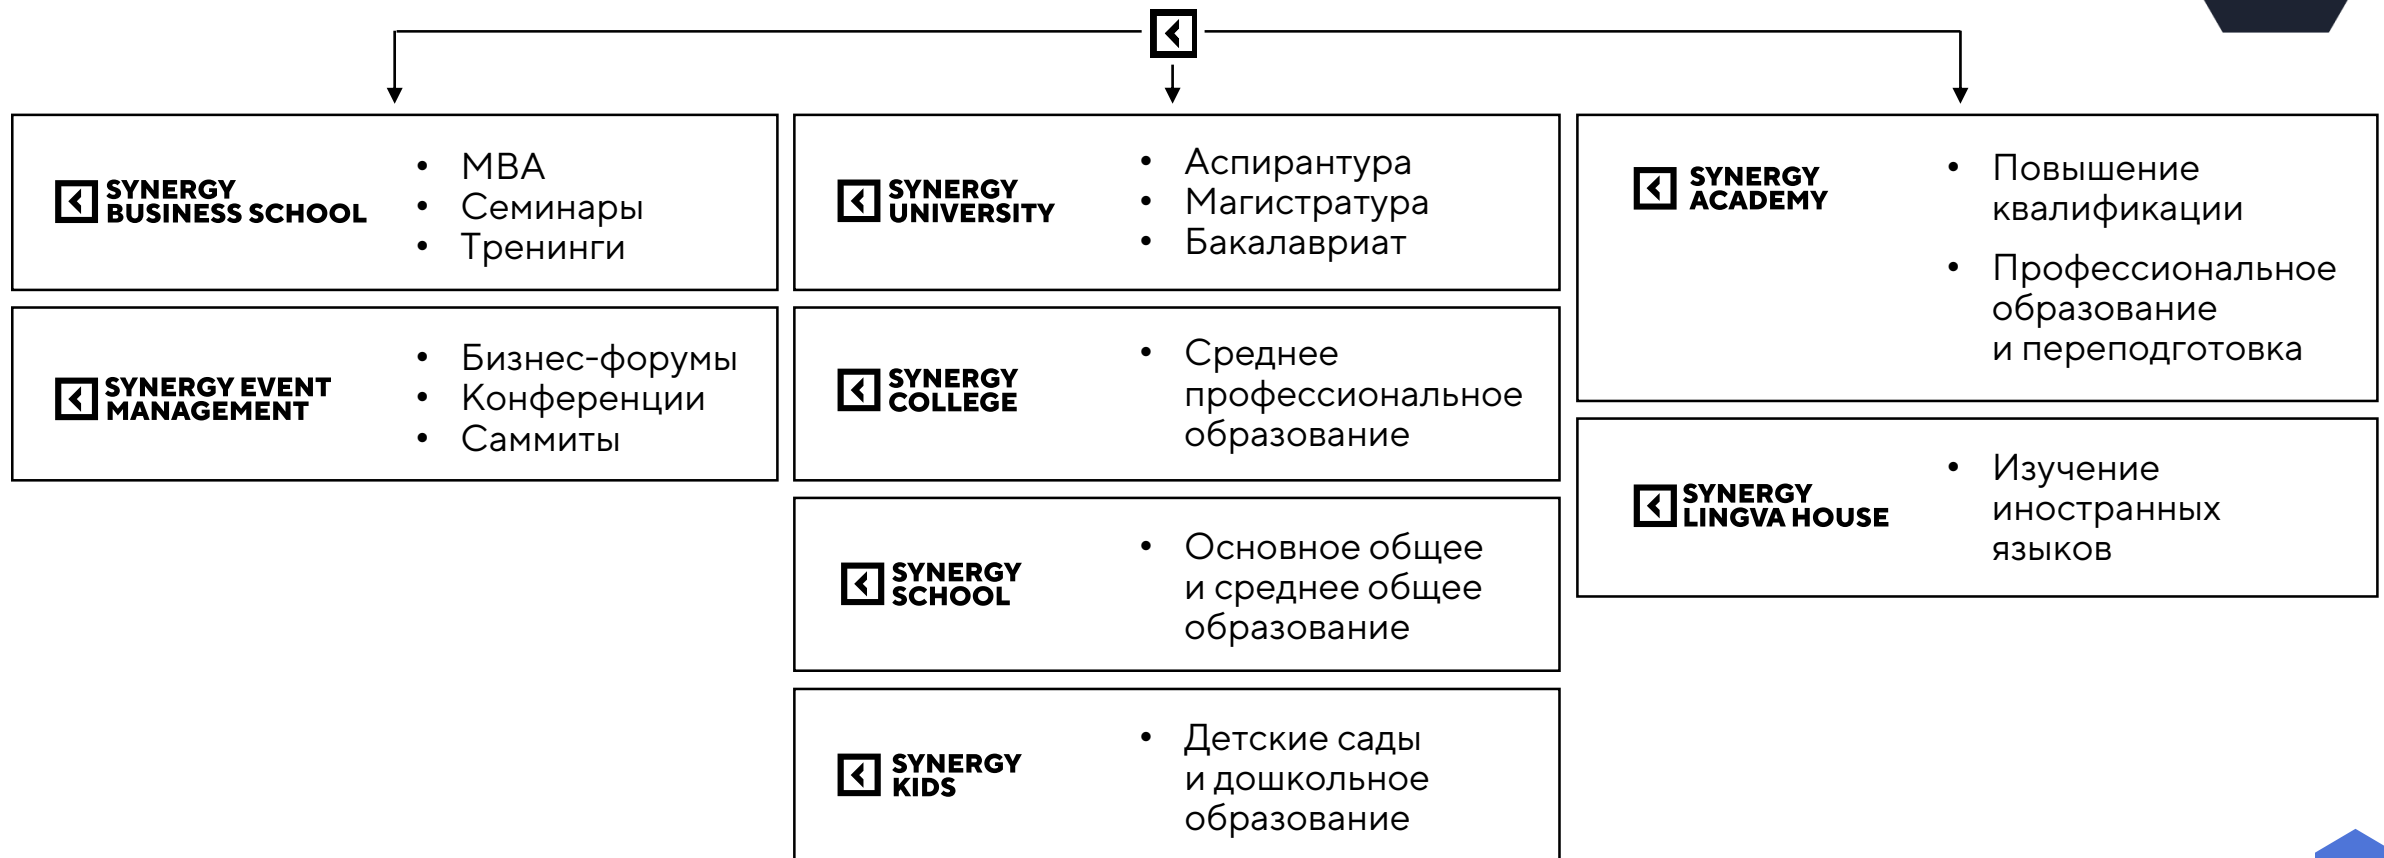 SYNERGY
BUSINESS SCHOOL
• МВА
• Семинары
• Тренинги
SYNERGY EVENT
MANAGEMENT
• Бизнес-форумы
• Конференции
• Саммиты
SYNERGY
UNIVERSITY
• Аспирантура
• Магистратура
• Бакалавриат
SYNERGY
COLLEGE
• Среднее
профессиональное
образование
SYNERGY
SCHOOL
• Основное общее
и среднее общее
образование
SYNERGY
KIDS
• Детские сады
и дошкольное
образование
SYNERGY
ACADEMY
• Повышение
квалификации
• Профессиональное
образование
и переподготовка
SYNERGY
LINGVA HOUSE
• Изучение
иностранных
языков